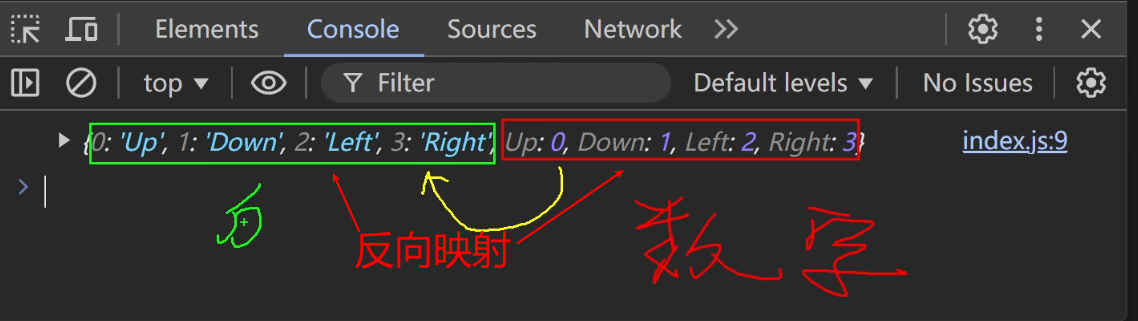 Elements Console Sources Network
top Filter Default levels No Issues
{0: 'Up', 1: 'Down', 2: 'Left', 3: 'Right', Up: 0, Down: 1, Left: 2, Right: 3} index.js:9
反向映射
数字